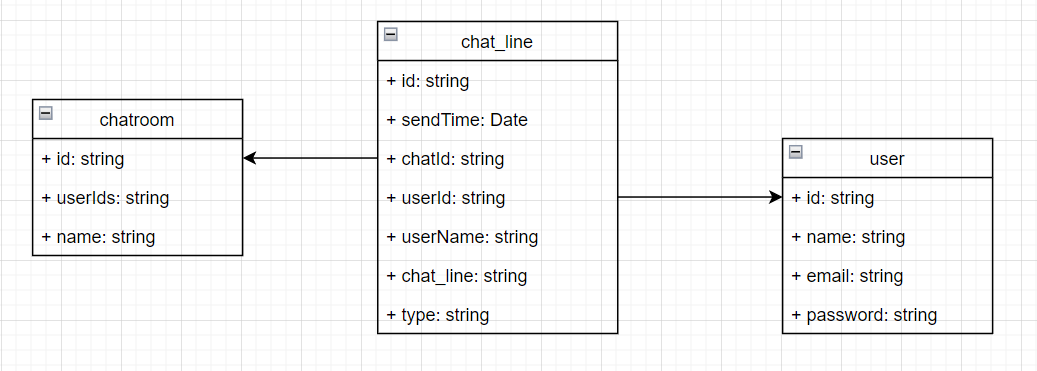 chatroom
+ id: string
+ userIds: string
+ name: string
chat_line
+ id: string
+ sendTime: Date
+ chatId: string
+ userId: string
+ userName: string
+ chat_line: string
+ type: string
user
+ id: string
+ name: string
+ email: string
+ password: string